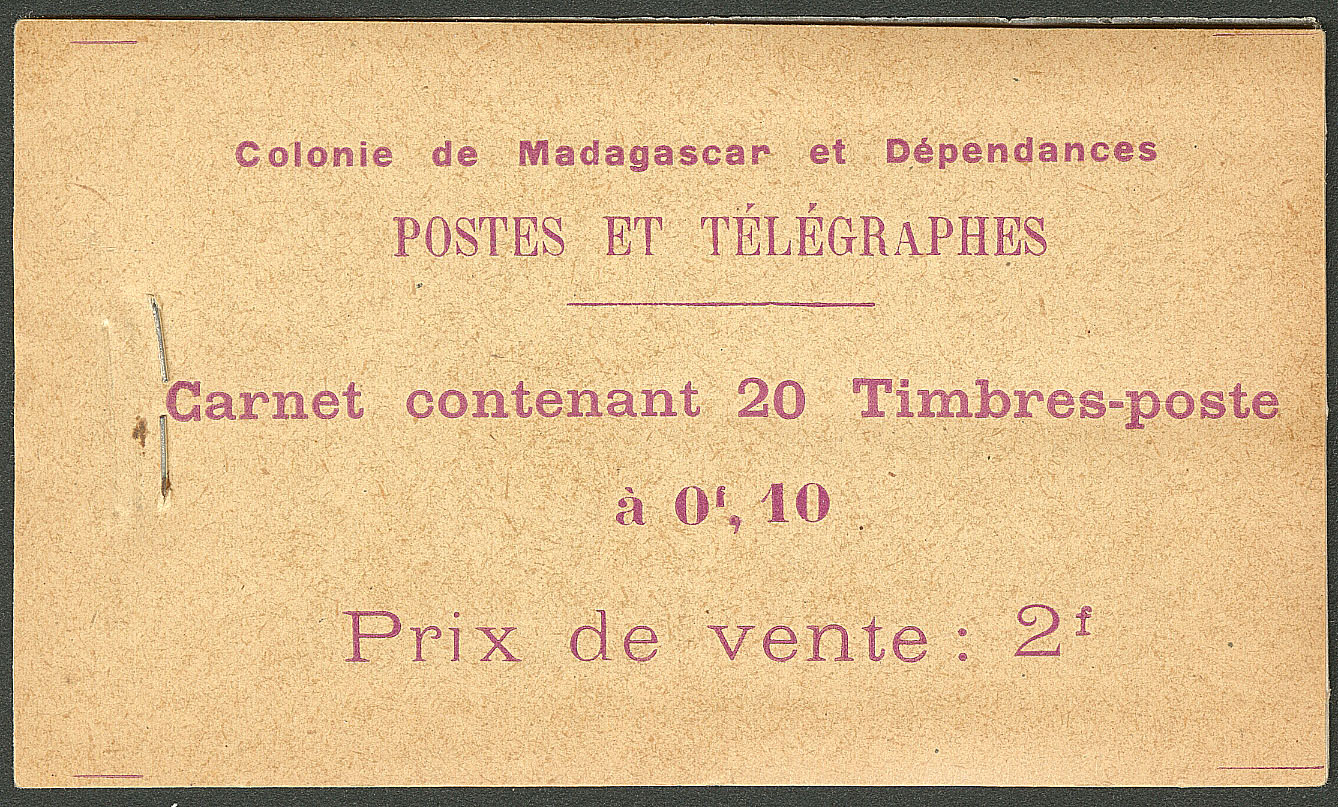 Colonie de Madagascar et Dépendances
POSTES ET TÉLÉGRAPHES
Carnet contenant 20 Timbres-poste
à 0f, 10
Prix de vente : 2f